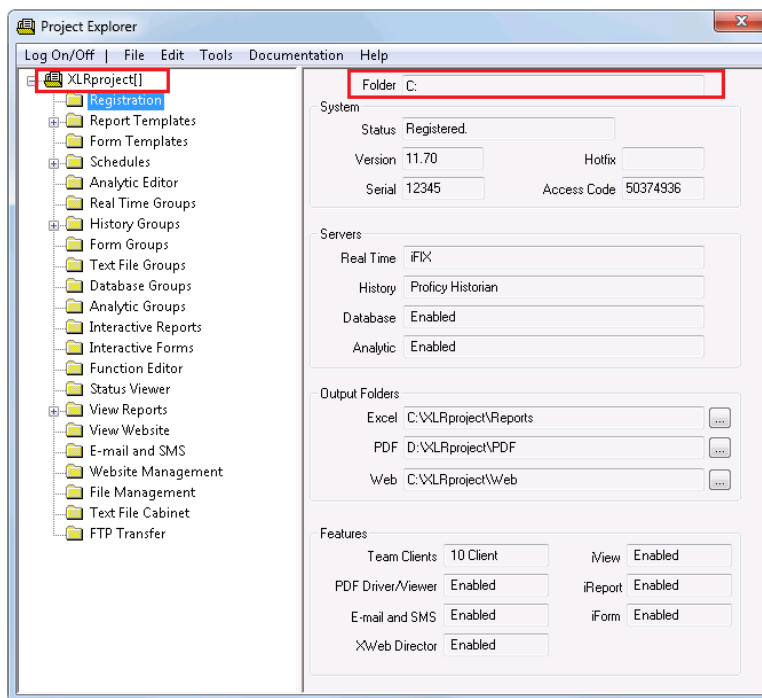 Project Explorer
Log On/Off | File Edit Tools Documentation Help
XLRproject[]
Registration
Report Templates
Form Templates
Schedules
Analytic Editor
Real Time Groups
History Groups
Form Groups
Text File Groups
Database Groups
Analytic Groups
Interactive Reports
Interactive Forms
Function Editor
Status Viewer
View Reports
View Website
E-mail and SMS
Website Management
File Management
Text File Cabinet
FTP Transfer
Folder C:
System
Status Registered.
Version 11.70 Hotfix
Serial 12345 Access Code 50374936
Servers
Real Time iFIX
History Proficy Historian
Database Enabled
Analytic Enabled
Output Folders
Excel C:\XLRproject\Reports ...
PDF D:\XLRproject\PDF ...
Web C:\XLRproject\Web ...
Features
Team Clients 10 Client iView Enabled
PDF Driver/Viewer Enabled iReport Enabled
E-mail and SMS Enabled iForm Enabled
XWeb Director Enabled